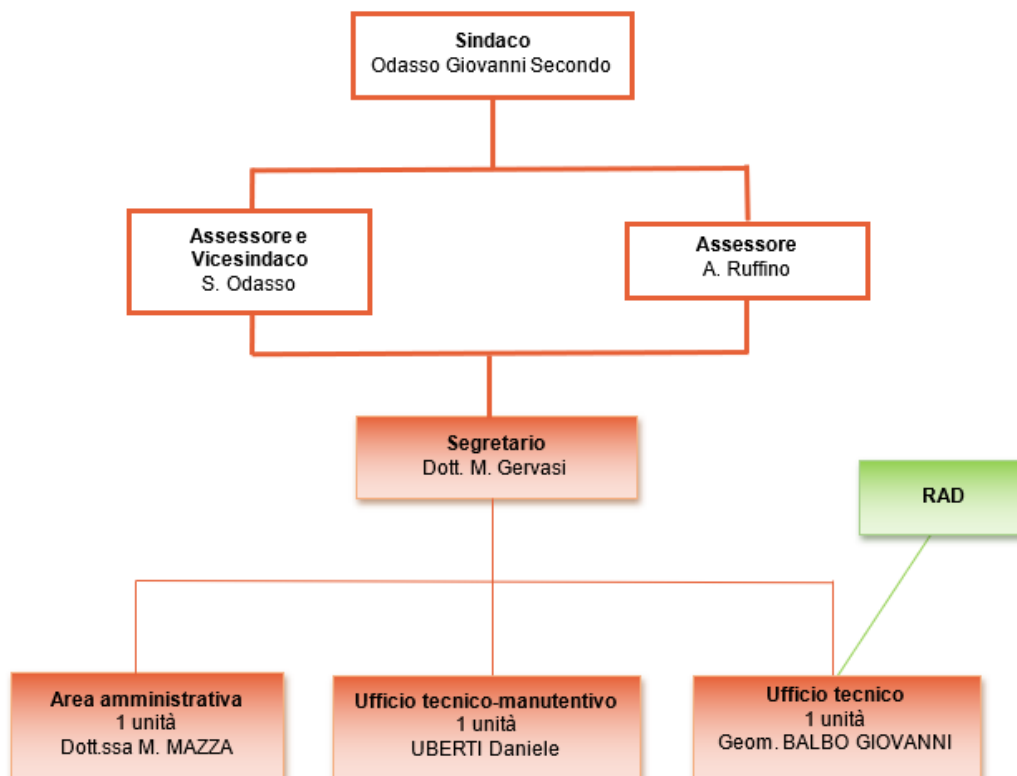 Sindaco
Odasso Giovanni Secondo
Assessore e
Vicesindaco
S. Odasso
Assessore
A. Ruffino
Segretario
Dott. M. Gervasi
RAD
Area amministrativa
1 unità
Dott.ssa M. MAZZA
Ufficio tecnico-manutentivo
1 unità
UBERTI Daniele
Ufficio tecnico
1 unità
Geom. BALBO GIOVANNI